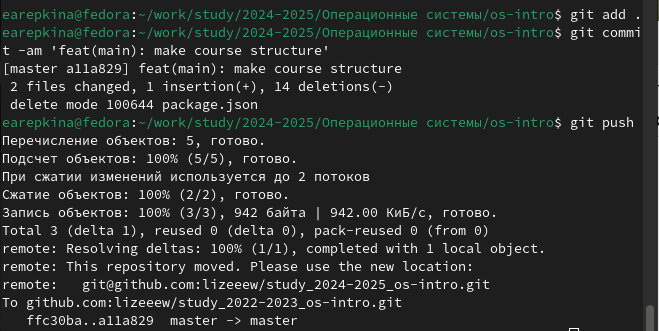 earepkina@fedora:~/work/study/2024-2025/Операционные системы/os-intro$ git add .
earepkina@fedora:~/work/study/2024-2025/Операционные системы/os-intro$ git commi
t -am 'feat(main): make course structure'
[master a11a829] feat(main): make course structure
 2 files changed, 1 insertion(+), 14 deletions(-)
 delete mode 100644 package.json
earepkina@fedora:~/work/study/2024-2025/Операционные системы/os-intro$ git push
Перечисление объектов: 5, готово.
Подсчет объектов: 100% (5/5), готово.
При сжатии изменений используется до 2 потоков
Сжатие объектов: 100% (2/2), готово.
Запись объектов: 100% (3/3), 942 байта | 942.00 КиБ/с, готово.
Total 3 (delta 1), reused 0 (delta 0), pack-reused 0 (from 0)
remote: Resolving deltas: 100% (1/1), completed with 1 local object.
remote: This repository moved. Please use the new location:
remote:   git@github.com:lizeeew/study_2024-2025_os-intro.git
To github.com:lizeeew/study_2022-2023_os-intro.git
   ffc30ba..a11a829  master -> master